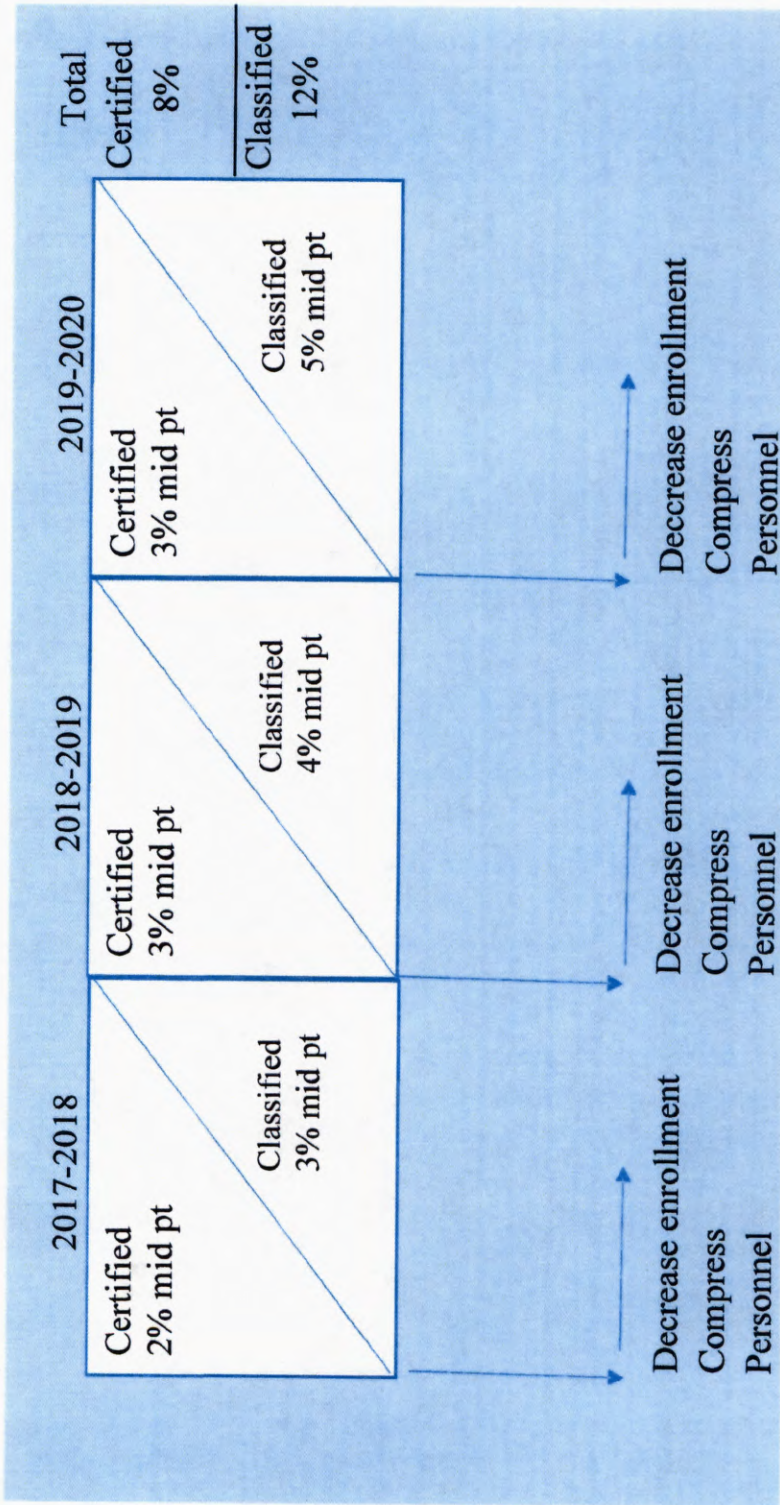 2017-2018
Certified
2% mid pt
Classified
3% mid pt
2018-2019
Certified
3% mid pt
Classified
4% mid pt
2019-2020
Certified
3% mid pt
Classified
5% mid pt
Total
Certified
8%
Classified
12%
Decrease enrollment
Compress
Personnel
Decrease enrollment
Compress
Personnel
Deccrease enrollment
Compress
Personnel